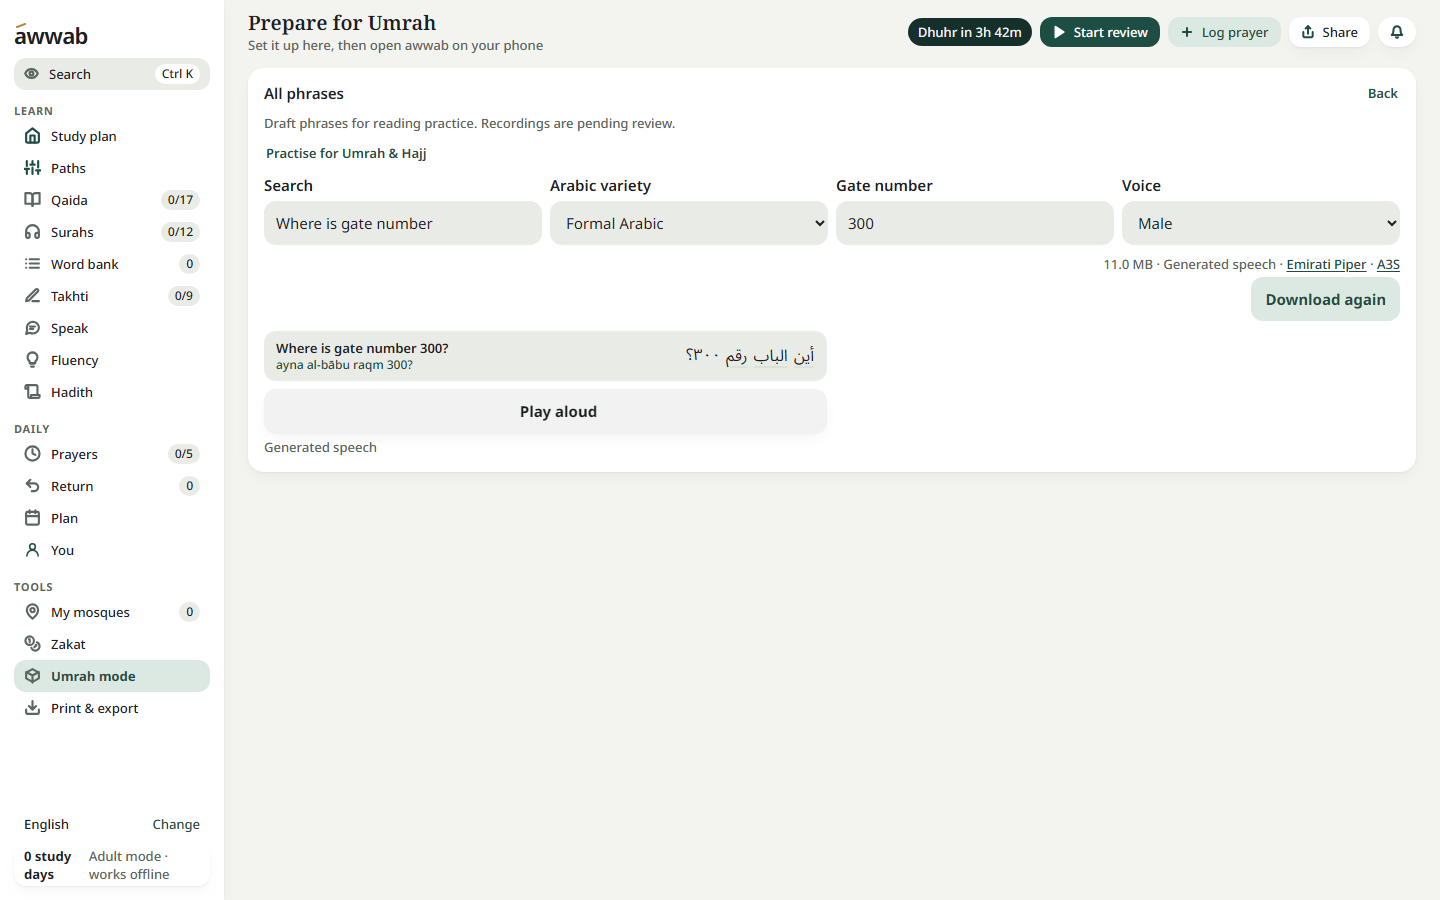 awwab
Search Ctrl K
LEARN
Study plan
Paths
Qaida 0/17
Surahs 0/12
Word bank 0
Takhti 0/9
Speak
Fluency
Hadith
DAILY
Prayers 0/5
Return 0
Plan
You
TOOLS
My mosques 0
Zakat
Umrah mode
Print & export
English Change
0 study days
Adult mode ·
works offline
Prepare for Umrah
Set it up here, then open awwab on your phone
Dhuhr in 3h 42m
Start review
Log prayer
Share
All phrases Back
Draft phrases for reading practice. Recordings are pending review.
Practise for Umrah & Hajj
Search Arabic variety Gate number Voice
Where is gate number Formal Arabic 300 Male
11.0 MB · Generated speech · Emirati Piper · A3S
Download again
Where is gate number 300?
ayna al-bābu raqm 300?
أين الباب رقم ٣٠٠؟
Play aloud
Generated speech